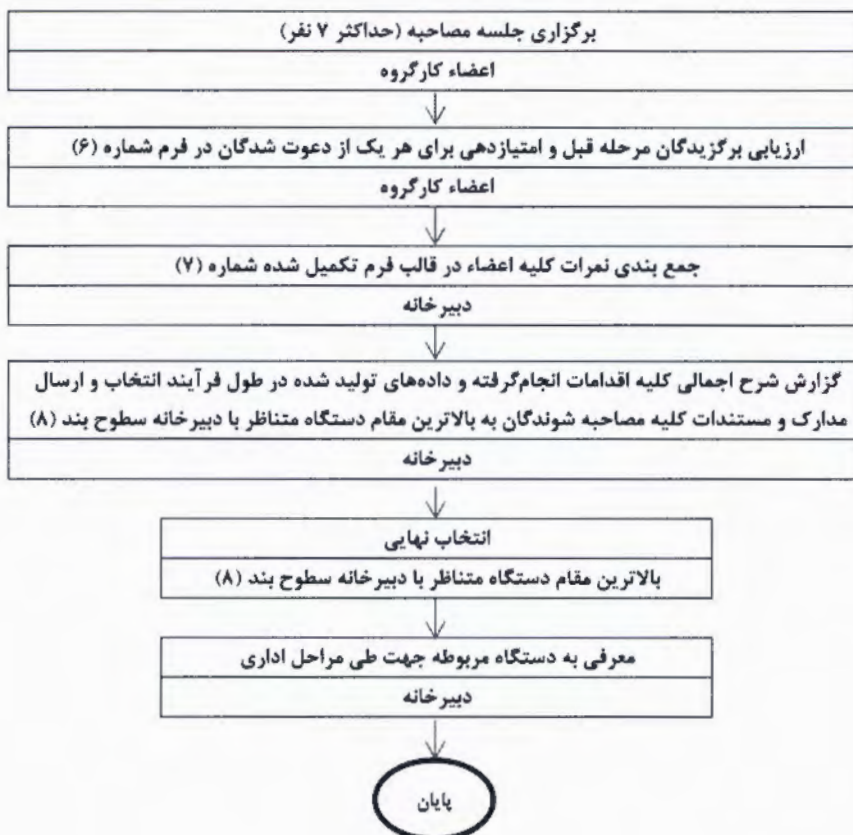 برگزاری جلسه مصاحبه (حداکثر ۷ نفر)
اعضاء کارگروه
ارزیابی برگزیدگان مرحله قبل و امتیازدهی برای هر یک از دعوت شدگان در فرم شماره (۶)
اعضاء کارگروه
جمع بندی نمرات کلیه اعضاء در قالب فرم تکمیل شده شماره (۷)
دبیرخانه
گزارش شرح اجمالی کلیه اقدامات انجام‌گرفته و داده‌های تولید شده در طول فرآیند انتخاب و ارسال
مدارک و مستندات کلیه مصاحبه شوندگان به بالاترین مقام دستگاه متناظر با دبیرخانه سطوح بند (۸)
دبیرخانه
انتخاب نهایی
بالاترین مقام دستگاه متناظر با دبیرخانه سطوح بند (۸)
معرفی به دستگاه مربوطه جهت طی مراحل اداری
دبیرخانه
پایان